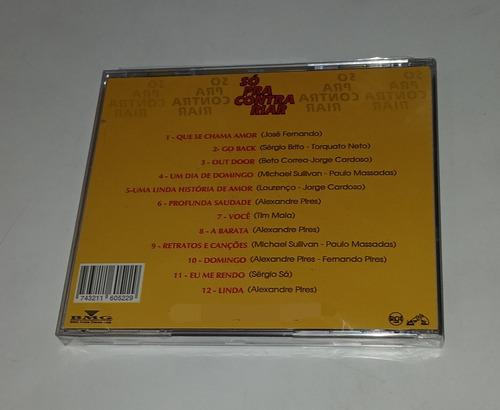 SÓ
PRA
CONTRA
RIAR
1 - QUE SE CHAMA AMOR (José Fernando)
2- GO BACK (Sérgio Brito - Torquato Neto)
3 - OUT DOOR (Beto Correa-Jorge Cardoso)
4 - UM DIA DE DOMINGO (Michael Sullivan - Paulo Massadas)
5-UMA LINDA HISTÓRIA DE AMOR (Lourenço - Jorge Cardoso)
6 - PROFUNDA SAUDADE (Alexandre Pires)
7 - VOCÊ (Tim Maia)
8 - A BARATA (Alexandre Pires)
9 - RETRATOS E CANÇÕES (Michael Sullivan - Paulo Massadas)
10 - DOMINGO (Alexandre Pires - Fernando Pires)
11 - EU ME RENDO (Sérgio Sá)
12 - LINDA (Alexandre Pires)
7 43211 605229
BMG
RCA